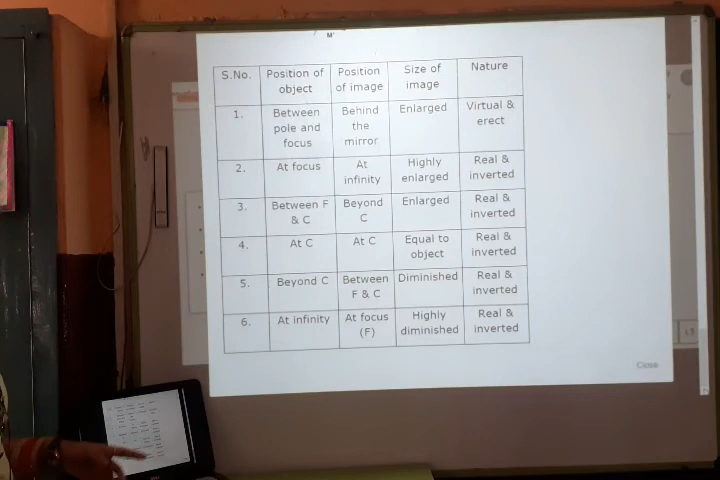 M'
S.No. Position of object Position of image Size of image Nature
1. Between pole and focus Behind the mirror Enlarged Virtual & erect
2. At focus At infinity Highly enlarged Real & inverted
3. Between F & C Beyond C Enlarged Real & inverted
4. At C At C Equal to object Real & inverted
5. Beyond C Between F & C Diminished Real & inverted
6. At infinity At focus (F) Highly diminished Real & inverted
Close